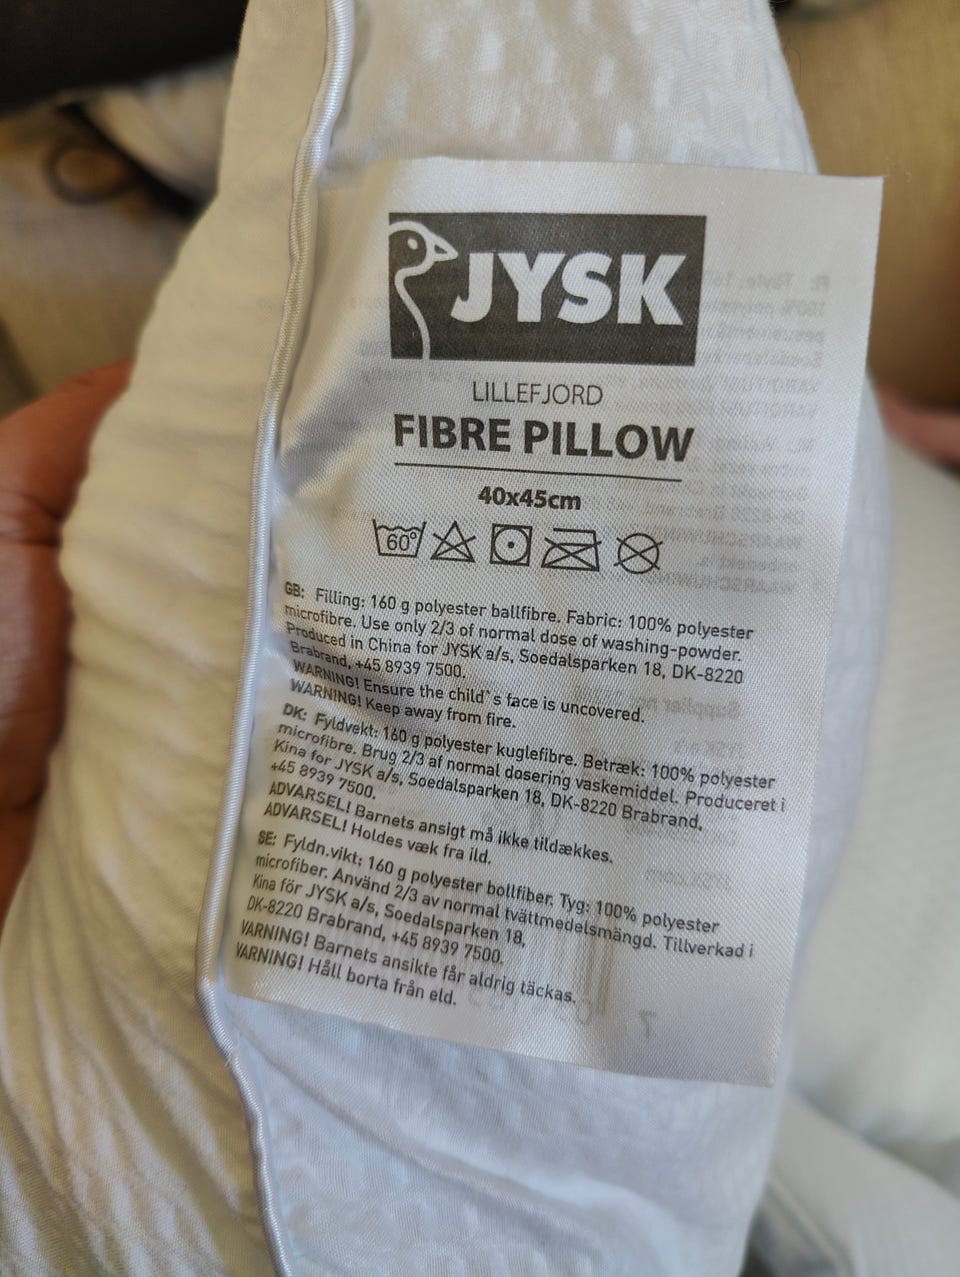 JYSK
LILLEFJORD
FIBRE PILLOW
40x45cm
60°
GB: Filling: 160 g polyester ballfibre. Fabric: 100% polyester
microfibre. Use only 2/3 of normal dose of washing-powder.
Produced in China for JYSK a/s, Soedalsparken 18, DK-8220
Brabrand, +45 8939 7500.
WARNING! Ensure the child`s face is uncovered.
WARNING! Keep away from fire.
DK: Fyldvekt: 160 g polyester kuglefibre. Betræk: 100% polyester
microfibre. Brug 2/3 af normal dosering vaskemiddel. Produceret i
Kina for JYSK a/s, Soedalsparken 18, DK-8220 Brabrand,
+45 8939 7500.
ADVARSEL! Barnets ansigt må ikke tildækkes.
ADVARSEL! Holdes væk fra ild.
SE: Fyldn.vikt: 160 g polyester bollfiber. Tyg: 100% polyester
microfiber. Använd 2/3 av normal tvättmedelsmängd. Tillverkad i
Kina för JYSK a/s, Soedalsparken 18,
DK-8220 Brabrand, +45 8939 7500.
VARNING! Barnets ansikte får aldrig täckas.
VARNING! Håll borta från eld.